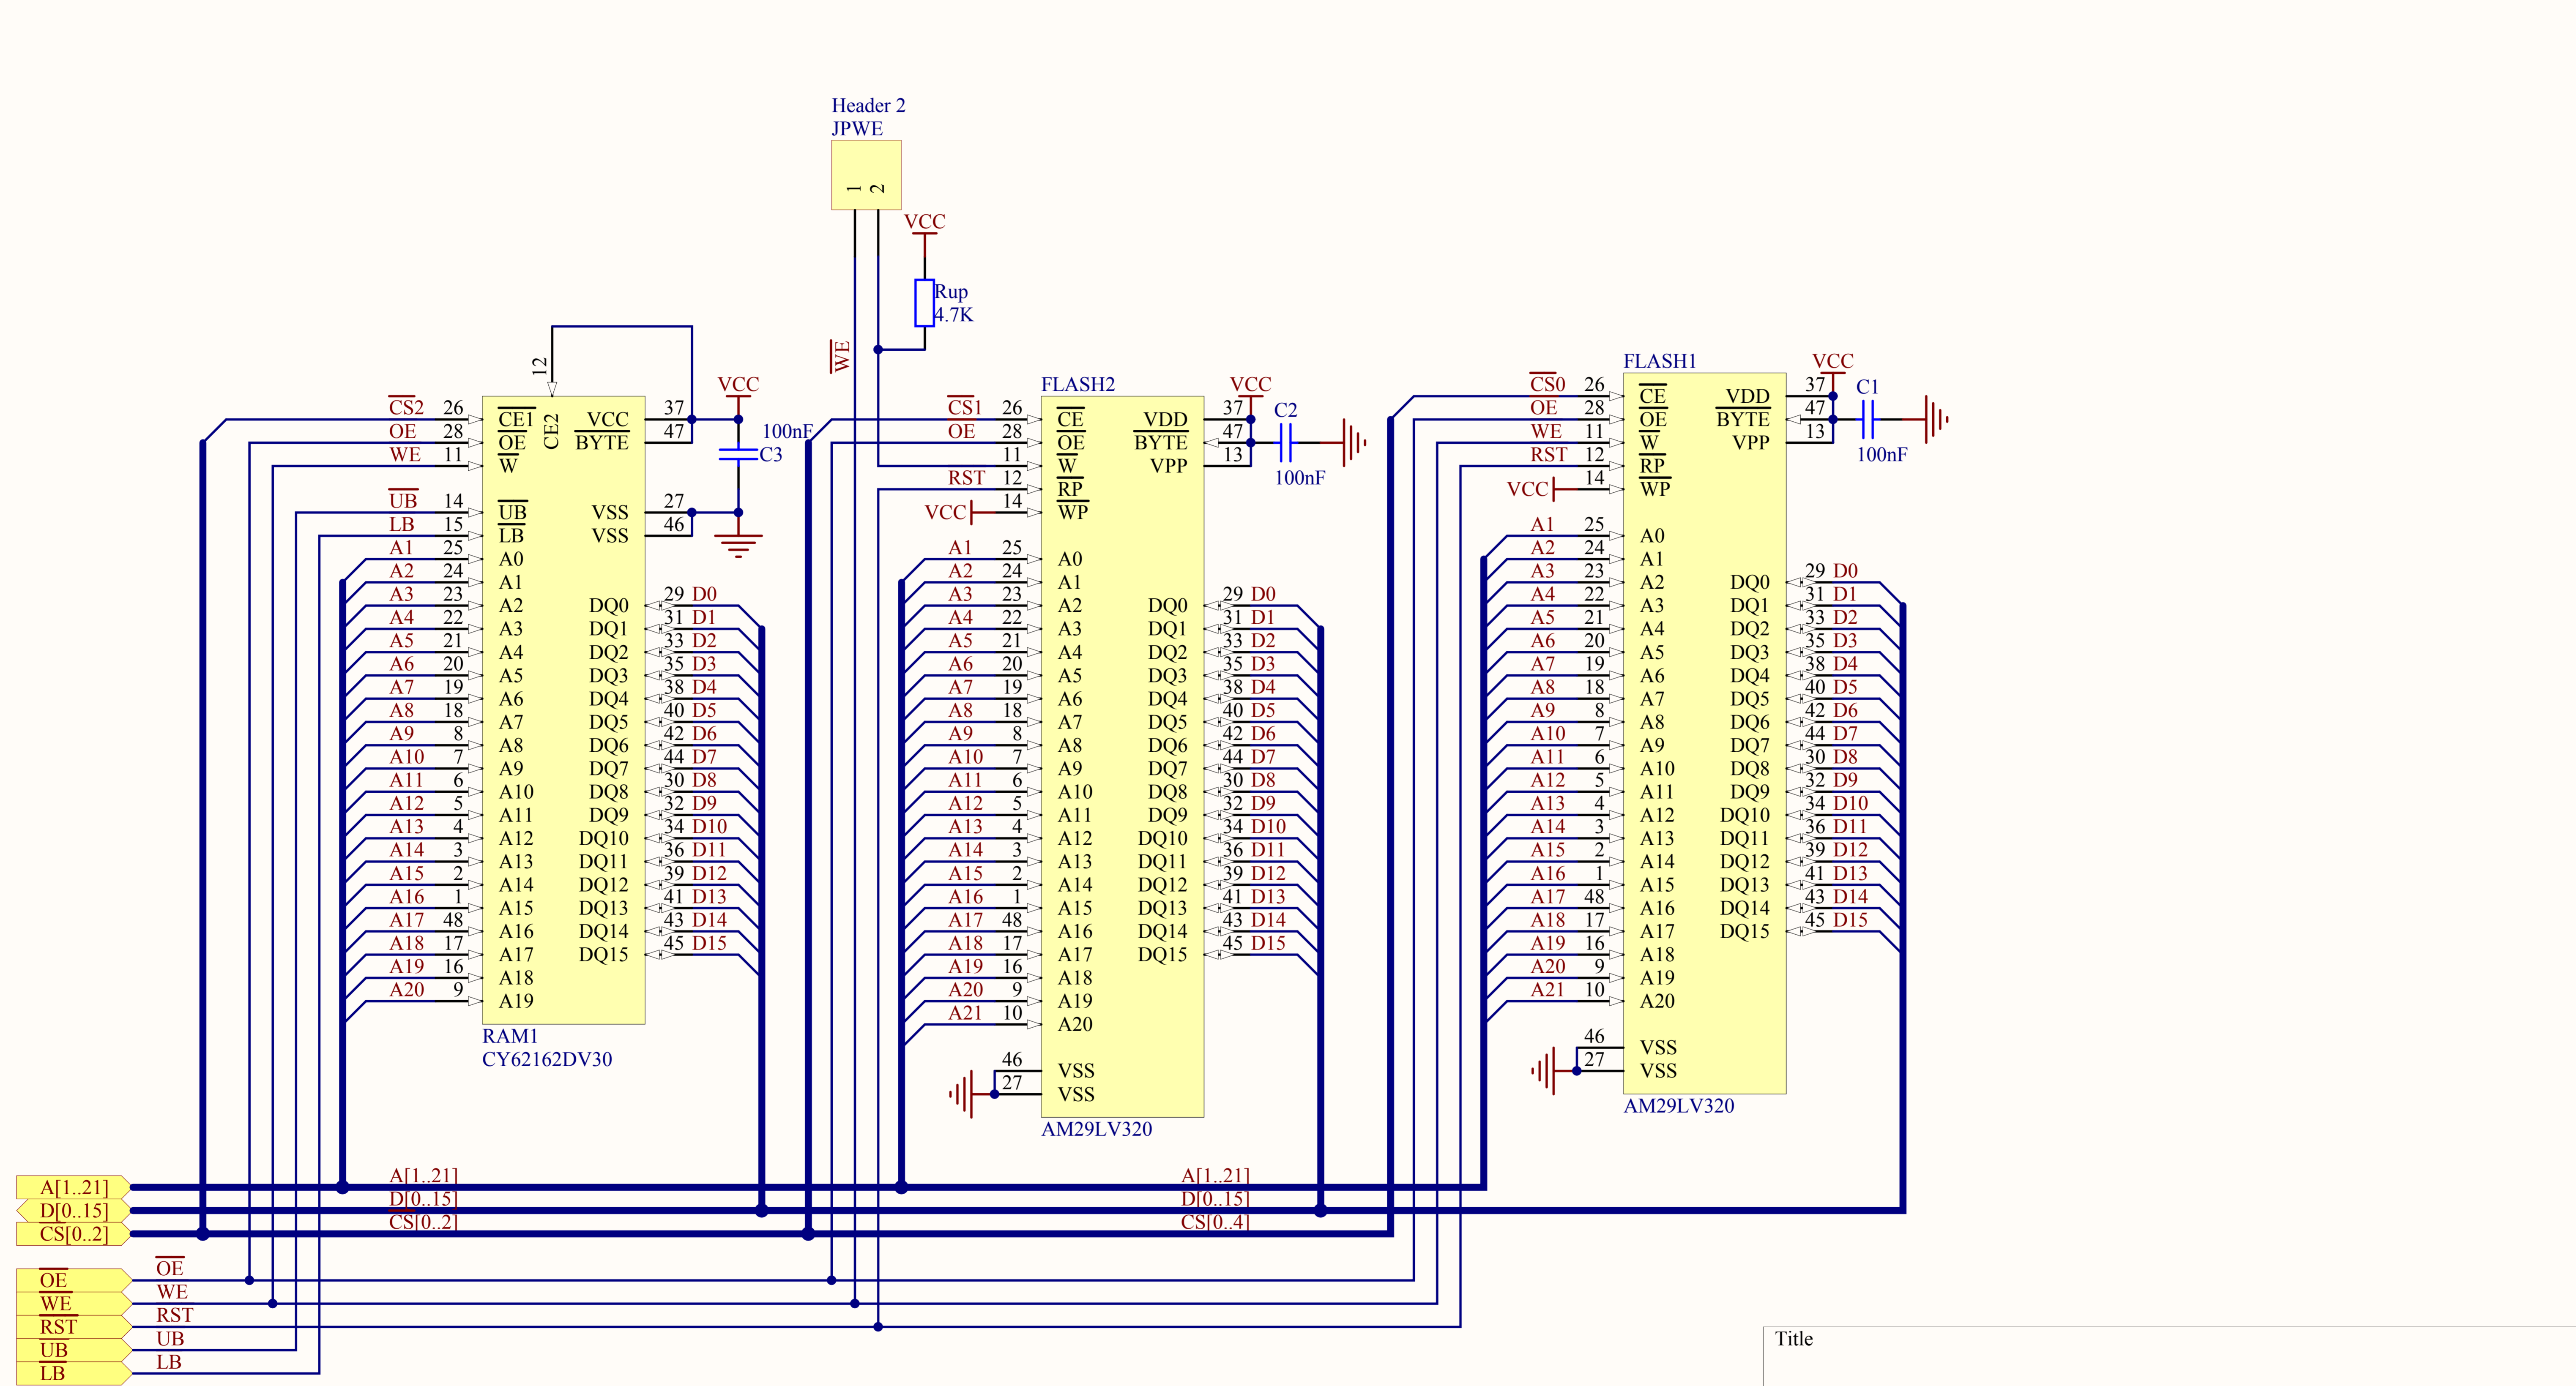 Header 2
JPWE
1
2
VCC
Rup
4.7K
WE
12
CS2 26 CE1
OE 28 OE
WE 11 W
CE2
VCC 37
BYTE 47
VCC
100nF
C3
UB 14 UB
LB 15 LB
VSS 27
VSS 46
A1 25 A0
A2 24 A1
A3 23 A2
A4 22 A3
A5 21 A4
A6 20 A5
A7 19 A6
A8 18 A7
A9 8 A8
A10 7 A9
A11 6 A10
A12 5 A11
A13 4 A12
A14 3 A13
A15 2 A14
A16 1 A15
A17 48 A16
A18 17 A17
A19 16 A18
A20 9 A19
DQ0 29 D0
DQ1 31 D1
DQ2 33 D2
DQ3 35 D3
DQ4 38 D4
DQ5 40 D5
DQ6 42 D6
DQ7 44 D7
DQ8 30 D8
DQ9 32 D9
DQ10 34 D10
DQ11 36 D11
DQ12 39 D12
DQ13 41 D13
DQ14 43 D14
DQ15 45 D15
RAM1
CY62162DV30
FLASH2
CS1 26 CE
OE 28 OE
11 W
RST 12 RP
VCC 14 WP
VDD 37
BYTE 47
VPP 13
VCC
C2
100nF
A1 25 A0
A2 24 A1
A3 23 A2
A4 22 A3
A5 21 A4
A6 20 A5
A7 19 A6
A8 18 A7
A9 8 A8
A10 7 A9
A11 6 A10
A12 5 A11
A13 4 A12
A14 3 A13
A15 2 A14
A16 1 A15
A17 48 A16
A18 17 A17
A19 16 A18
A20 9 A19
A21 10 A20
46 VSS
27 VSS
DQ0 29 D0
DQ1 31 D1
DQ2 33 D2
DQ3 35 D3
DQ4 38 D4
DQ5 40 D5
DQ6 42 D6
DQ7 44 D7
DQ8 30 D8
DQ9 32 D9
DQ10 34 D10
DQ11 36 D11
DQ12 39 D12
DQ13 41 D13
DQ14 43 D14
DQ15 45 D15
AM29LV320
FLASH1
CS0 26 CE
OE 28 OE
WE 11 W
RST 12 RP
VCC 14 WP
VDD 37
BYTE 47
VPP 13
VCC
C1
100nF
A1 25 A0
A2 24 A1
A3 23 A2
A4 22 A3
A5 21 A4
A6 20 A5
A7 19 A6
A8 18 A7
A9 8 A8
A10 7 A9
A11 6 A10
A12 5 A11
A13 4 A12
A14 3 A13
A15 2 A14
A16 1 A15
A17 48 A16
A18 17 A17
A19 16 A18
A20 9 A19
A21 10 A20
46 VSS
27 VSS
DQ0 29 D0
DQ1 31 D1
DQ2 33 D2
DQ3 35 D3
DQ4 38 D4
DQ5 40 D5
DQ6 42 D6
DQ7 44 D7
DQ8 30 D8
DQ9 32 D9
DQ10 34 D10
DQ11 36 D11
DQ12 39 D12
DQ13 41 D13
DQ14 43 D14
DQ15 45 D15
AM29LV320
A[1..21] A[1..21] A[1..21]
D[0..15] D[0..15] D[0..15]
CS[0..2] CS[0..2] CS[0..4]
OE OE
WE WE
RST RST
UB UB
LB LB
Title